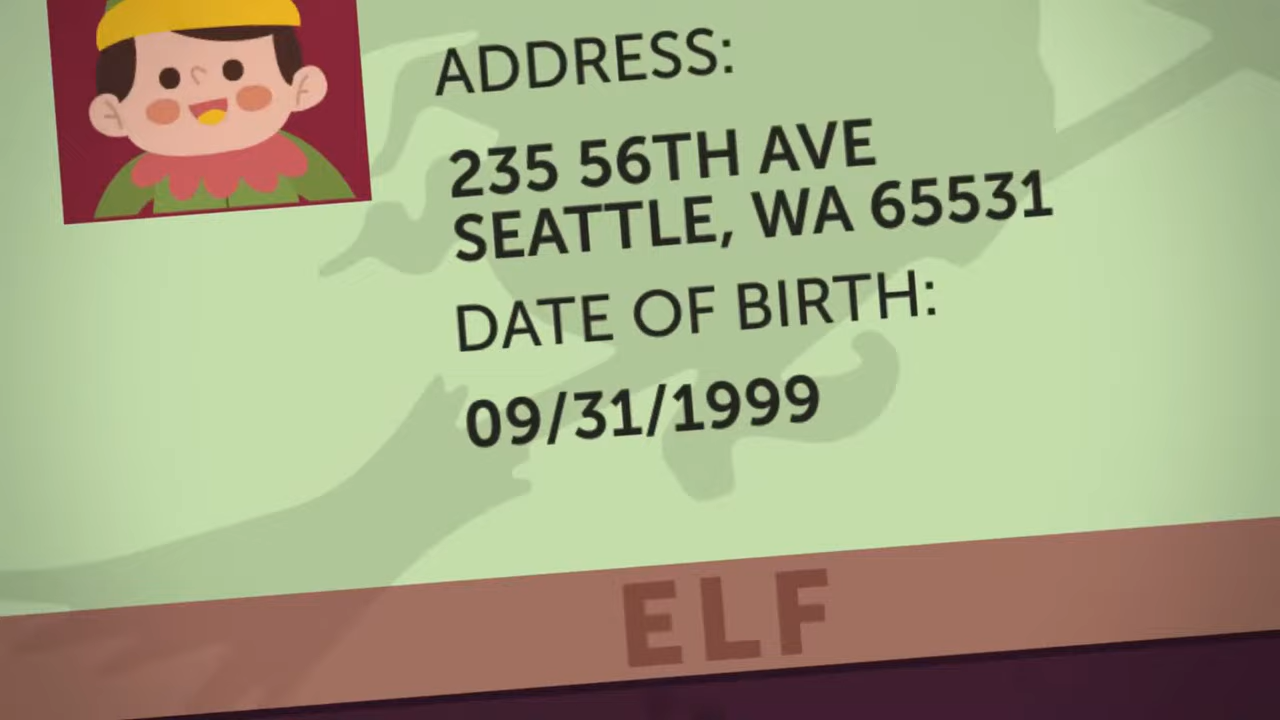 ADDRESS:
235 56TH AVE
SEATTLE, WA 65531
DATE OF BIRTH:
09/31/1999
ELF